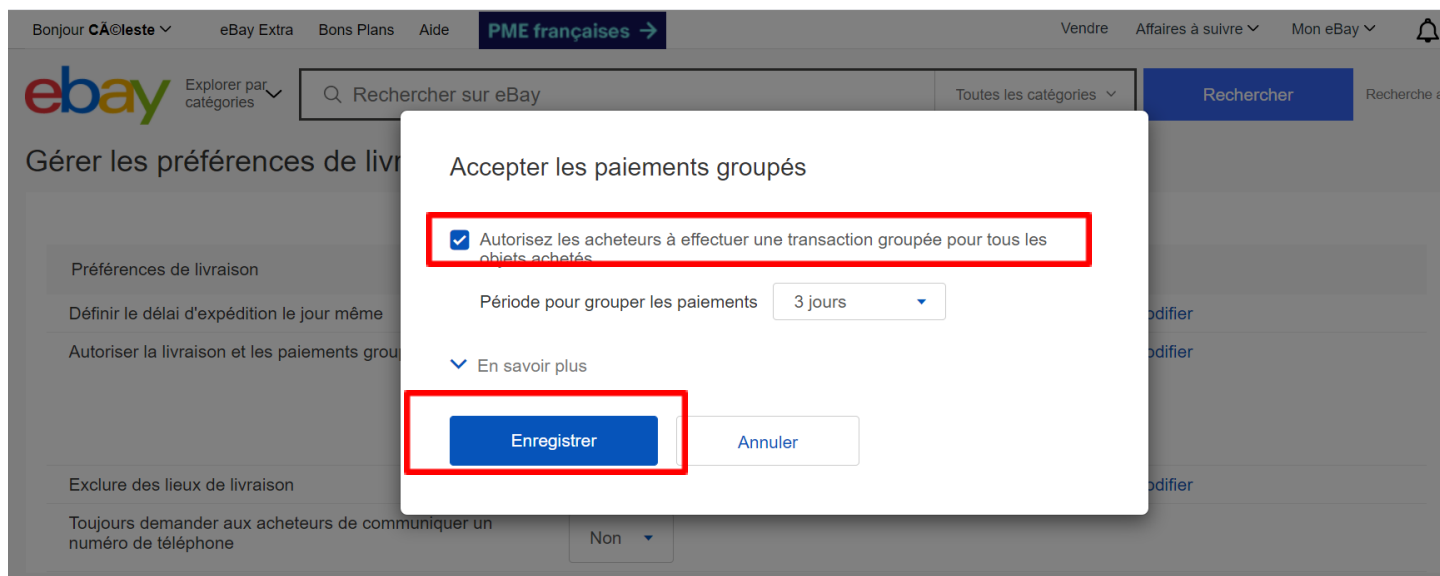 Bonjour CÃ©leste eBay Extra Bons Plans Aide PME françaises → Vendre Affaires à suivre Mon eBay
ebay
Explorer par
catégories
Rechercher sur eBay
Toutes les catégories
Rechercher
Recherche a
Gérer les préférences de livr
Accepter les paiements groupés
Autorisez les acheteurs à effectuer une transaction groupée pour tous les
objets achetés
Préférences de livraison
Période pour grouper les paiements 3 jours
Définir le délai d'expédition le jour même
odifier
Autoriser la livraison et les paiements group
odifier
En savoir plus
Enregistrer
Annuler
Exclure des lieux de livraison
odifier
Toujours demander aux acheteurs de communiquer un
numéro de téléphone
Non